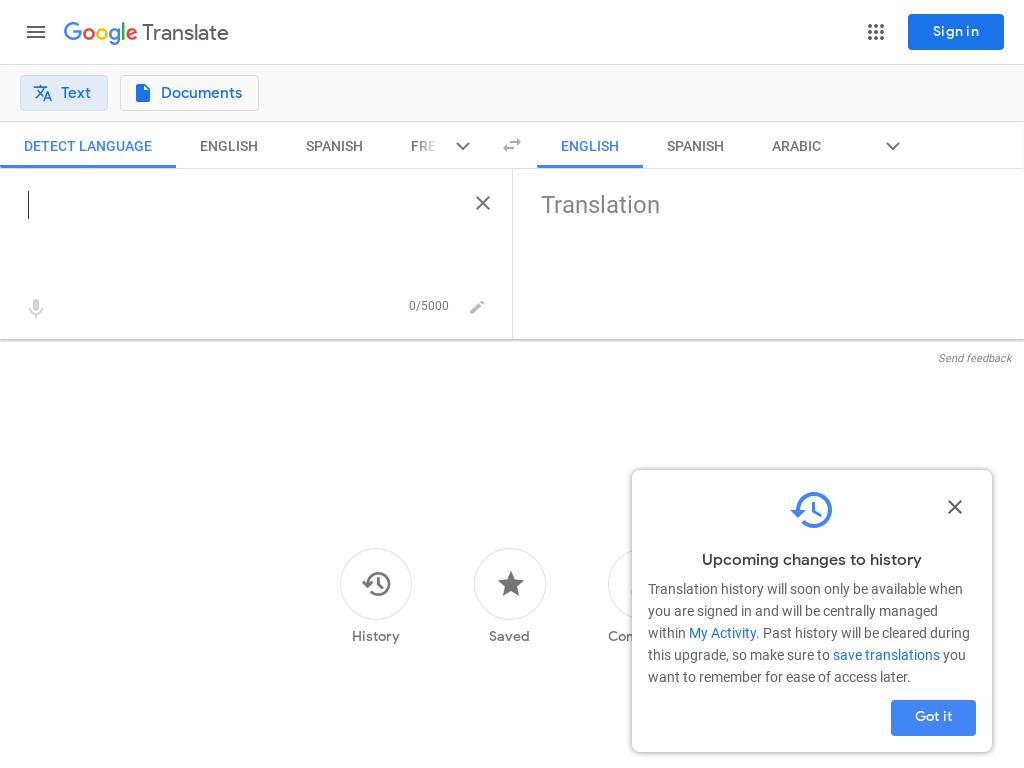 Google Translate
Sign in
Text
Documents
DETECT LANGUAGE
ENGLISH
SPANISH
FRE
ENGLISH
SPANISH
ARABIC
Translation
0/5000
Send feedback
History
Saved
Upcoming changes to history
Translation history will soon only be available when
you are signed in and will be centrally managed
within My Activity. Past history will be cleared during
this upgrade, so make sure to save translations you
want to remember for ease of access later.
Got it